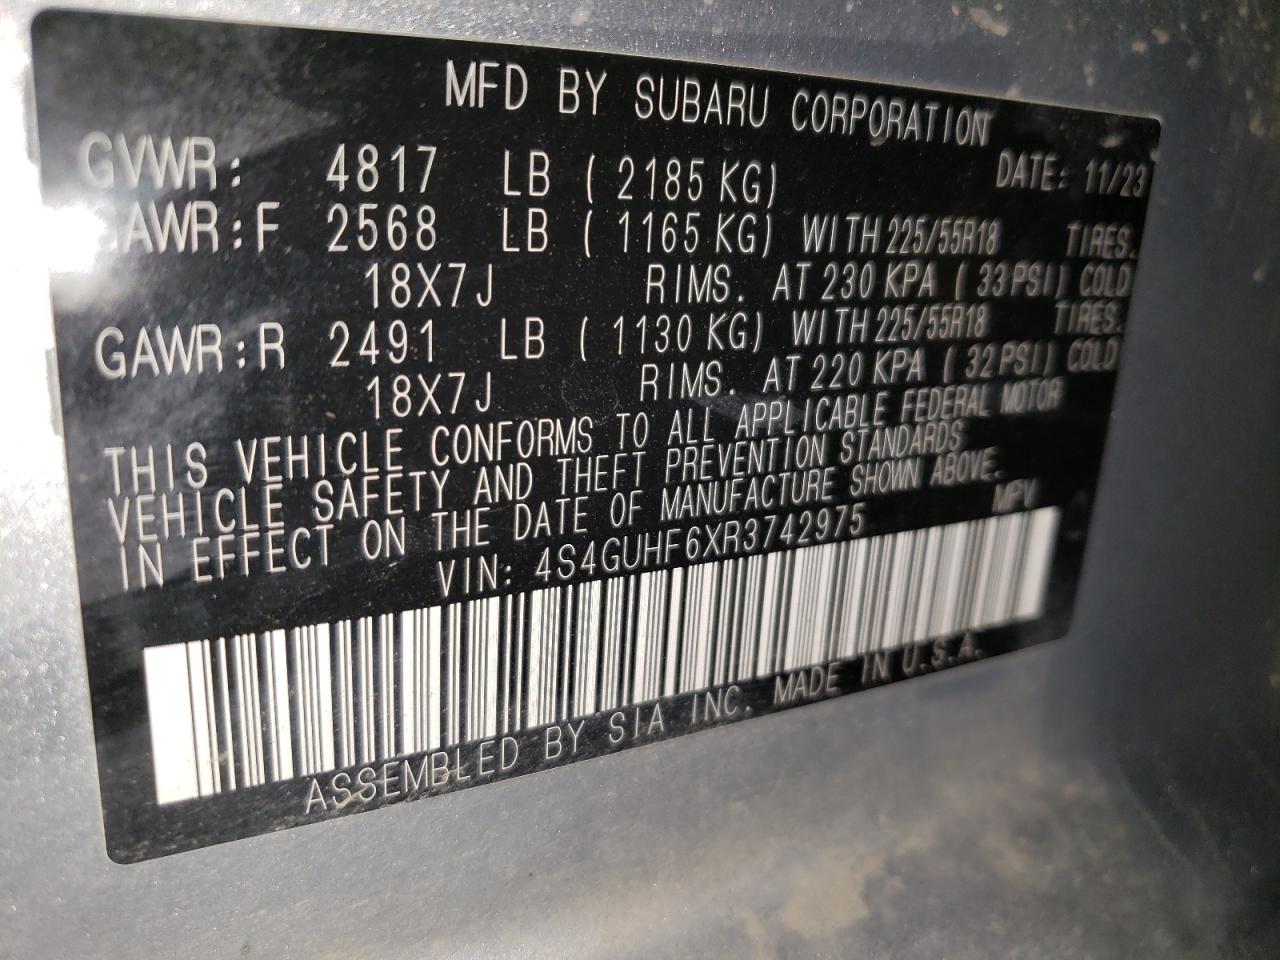 MFD BY SUBARU CORPORATION
GVWR: 4817 LB (2185 KG) DATE: 11/23
GAWR:F 2568 LB (1165 KG) WITH 225/55R18 TIRES.
18X7J RIMS. AT 230 KPA (33 PSI) COLD
GAWR:R 2491 LB (1130 KG) WITH 225/55R18 TIRES.
18X7J RIMS. AT 220 KPA (32 PSI) COLD
THIS VEHICLE CONFORMS TO ALL APPLICABLE FEDERAL MOTOR
VEHICLE SAFETY AND THEFT PREVENTION STANDARDS
IN EFFECT ON THE DATE OF MANUFACTURE SHOWN ABOVE.
VIN: 4S4GUHF6XR3742975 MPV
ASSEMBLED BY SIA INC. MADE IN U.S.A.